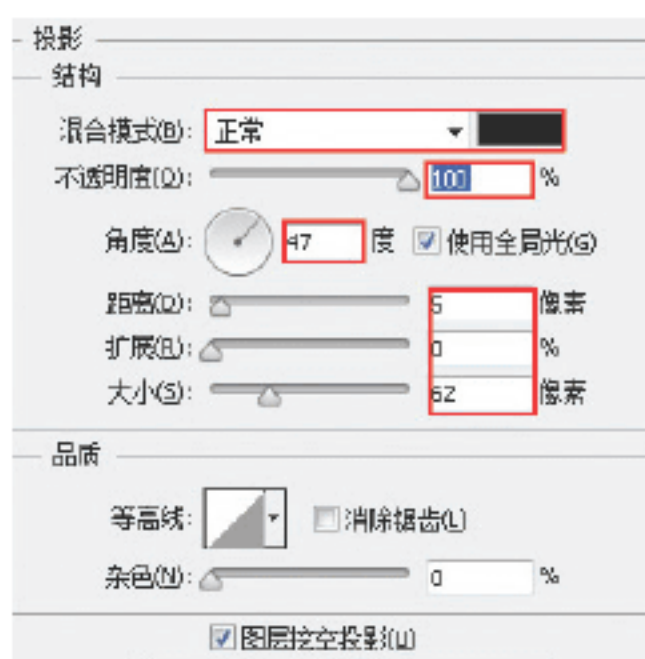 投影
结构
混合模式(B): 正常
不透明度(O): 100 %
角度(A): 47 度 使用全局光(G)
距离(D): 5 像素
扩展(R): 0 %
大小(S): 62 像素
品质
等高线: 消除锯齿(L)
杂色(N): 0 %
图层挖空投影(U)